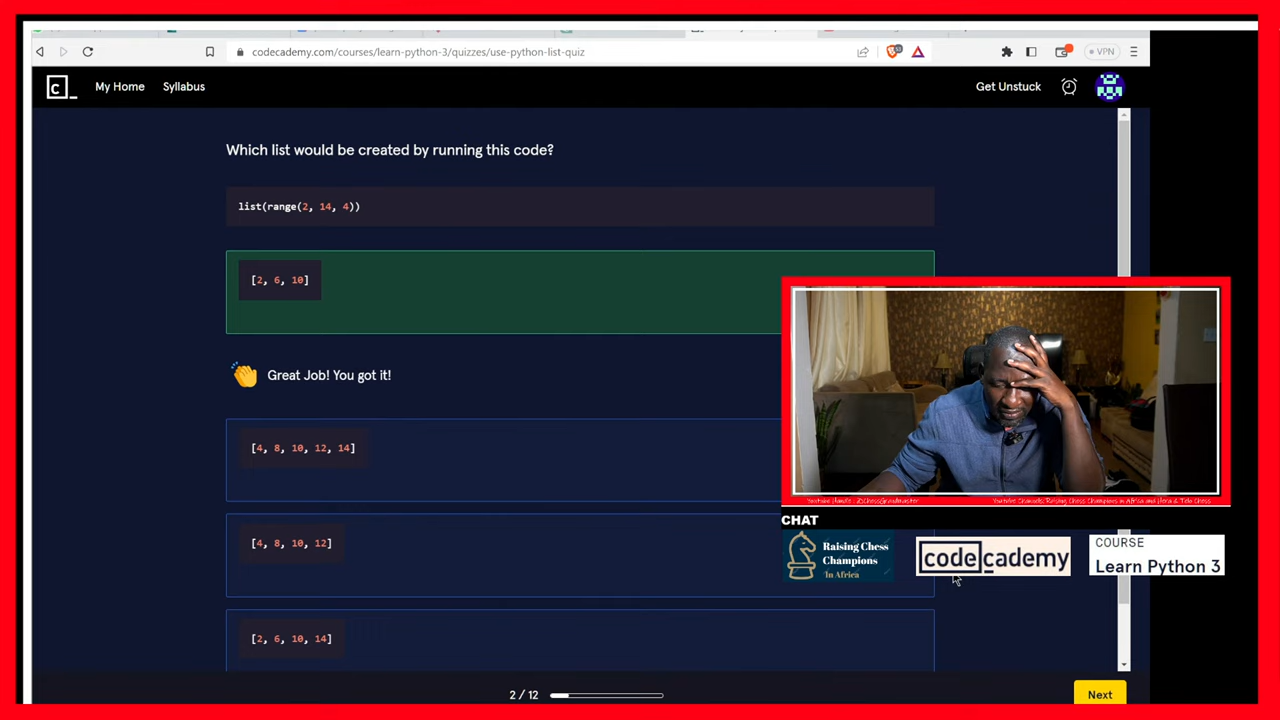 codecademy.com/courses/learn-python-3/quizzes/use-python-list-quiz
VPN
c_
My Home
Syllabus
Get Unstuck
Which list would be created by running this code?
list(range(2, 14, 4))
[2, 6, 10]
Great Job! You got it!
[4, 8, 10, 12, 14]
[4, 8, 10, 12]
[2, 6, 10, 14]
2 / 12
Next
CHAT
Raising Chess
Champions
In Africa
codecademy
COURSE
Learn Python 3